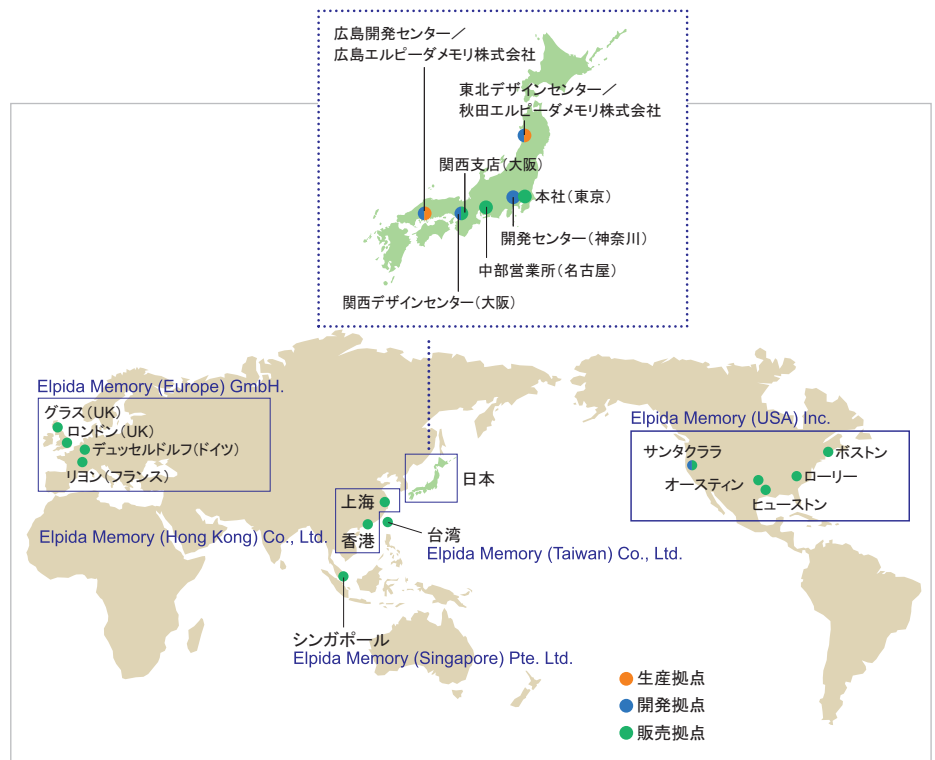 広島開発センター／
広島エルピーダメモリ株式会社
東北デザインセンター／
秋田エルピーダメモリ株式会社
関西支店(大阪)
本社(東京)
開発センター(神奈川)
中部営業所(名古屋)
関西デザインセンター(大阪)
Elpida Memory (Europe) GmbH.
グラス(UK)
ロンドン(UK)
デュッセルドルフ(ドイツ)
リヨン(フランス)
Elpida Memory (USA) Inc.
サンタクララ
ボストン
オースティン
ローリー
ヒューストン
日本
上海
香港
Elpida Memory (Hong Kong) Co., Ltd.
台湾
Elpida Memory (Taiwan) Co., Ltd.
シンガポール
Elpida Memory (Singapore) Pte. Ltd.
生産拠点
開発拠点
販売拠点